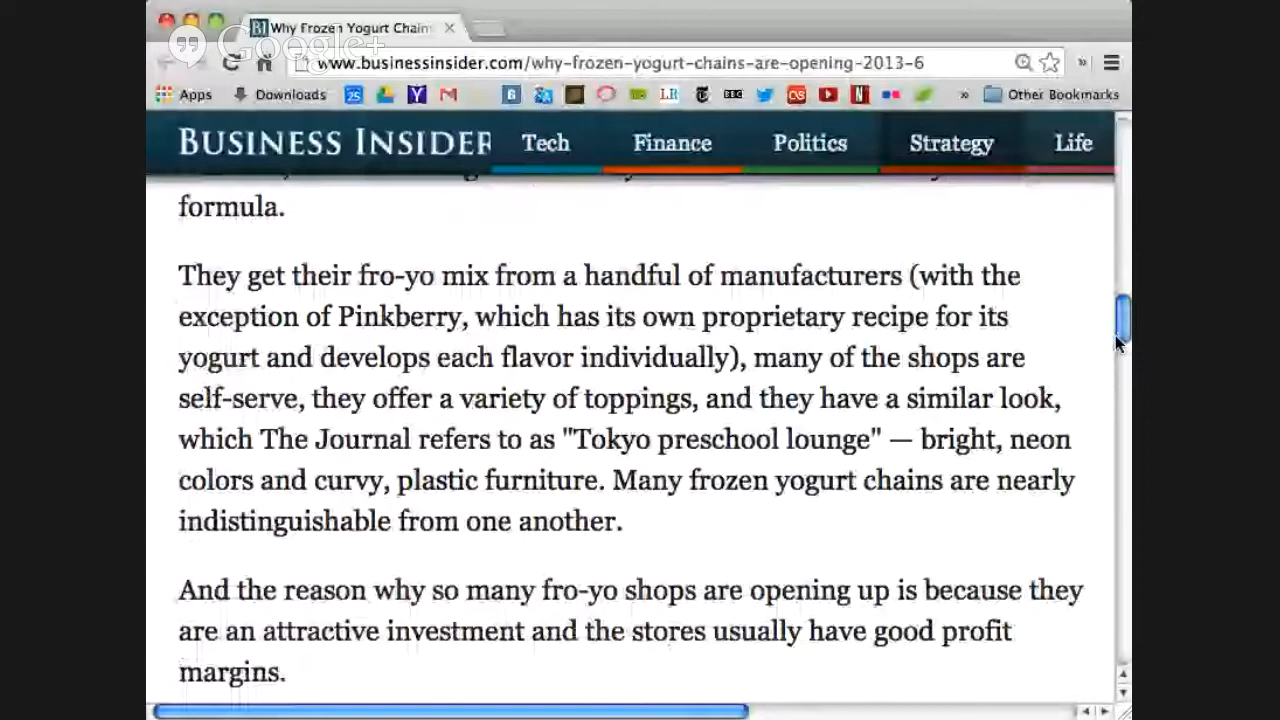 Why Frozen Yogurt Chains
Google+
www.businessinsider.com/why-frozen-yogurt-chains-are-opening-2013-6
Apps Downloads Other Bookmarks
BUSINESS INSIDER Tech Finance Politics Strategy Life
formula.
They get their fro-yo mix from a handful of manufacturers (with the
exception of Pinkberry, which has its own proprietary recipe for its
yogurt and develops each flavor individually), many of the shops are
self-serve, they offer a variety of toppings, and they have a similar look,
which The Journal refers to as "Tokyo preschool lounge" — bright, neon
colors and curvy, plastic furniture. Many frozen yogurt chains are nearly
indistinguishable from one another.
And the reason why so many fro-yo shops are opening up is because they
are an attractive investment and the stores usually have good profit
margins.